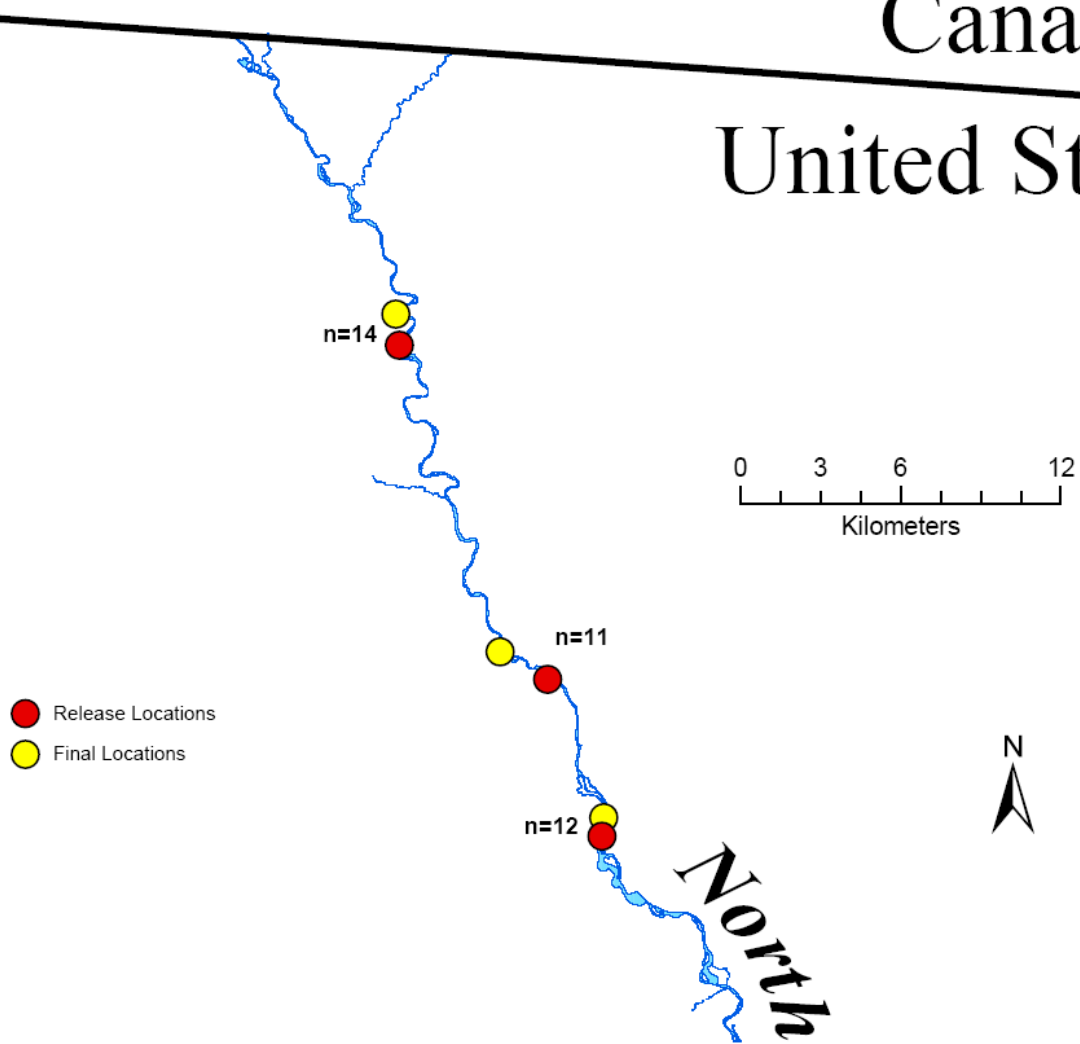 Cana
United St
n=14
0 3 6 12
Kilometers
n=11
Release Locations
Final Locations
N
n=12
North